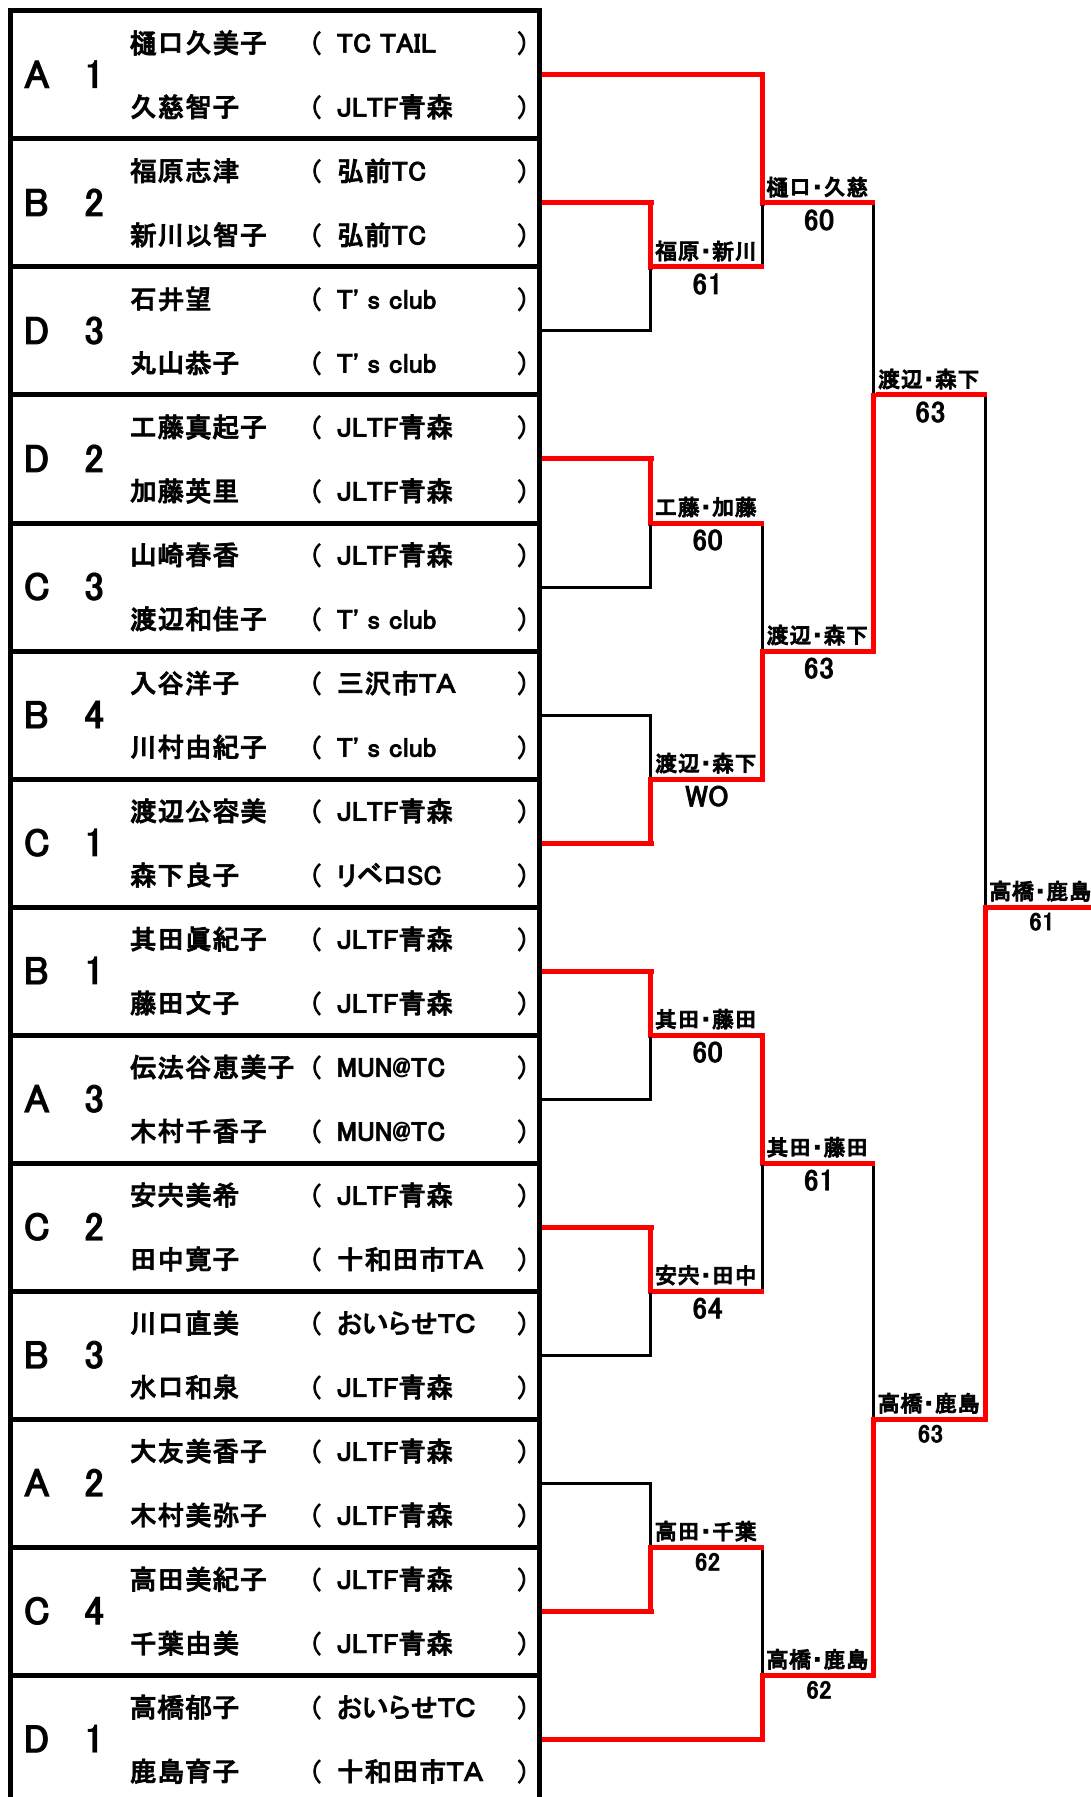 A 1
樋口久美子 ( TC TAIL )
久慈智子 ( JLTF青森 )
B 2
福原志津 ( 弘前TC )
新川以智子 ( 弘前TC )
D 3
石井望 ( T's club )
丸山恭子 ( T's club )
D 2
工藤真起子 ( JLTF青森 )
加藤英里 ( JLTF青森 )
C 3
山崎春香 ( JLTF青森 )
渡辺和佳子 ( T's club )
B 4
入谷洋子 ( 三沢市TA )
川村由紀子 ( T's club )
C 1
渡辺公容美 ( JLTF青森 )
森下良子 ( リベロSC )
B 1
其田眞紀子 ( JLTF青森 )
藤田文子 ( JLTF青森 )
A 3
伝法谷恵美子 ( MUN@TC )
木村千香子 ( MUN@TC )
C 2
安宍美希 ( JLTF青森 )
田中寛子 ( 十和田市TA )
B 3
川口直美 ( おいらせTC )
水口和泉 ( JLTF青森 )
A 2
大友美香子 ( JLTF青森 )
木村美弥子 ( JLTF青森 )
C 4
高田美紀子 ( JLTF青森 )
千葉由美 ( JLTF青森 )
D 1
高橋郁子 ( おいらせTC )
鹿島育子 ( 十和田市TA )
福原・新川
61
工藤・加藤
60
渡辺・森下
WO
其田・藤田
60
安宍・田中
64
高田・千葉
62
樋口・久慈
60
渡辺・森下
63
其田・藤田
61
高橋・鹿島
62
渡辺・森下
63
高橋・鹿島
63
高橋・鹿島
61